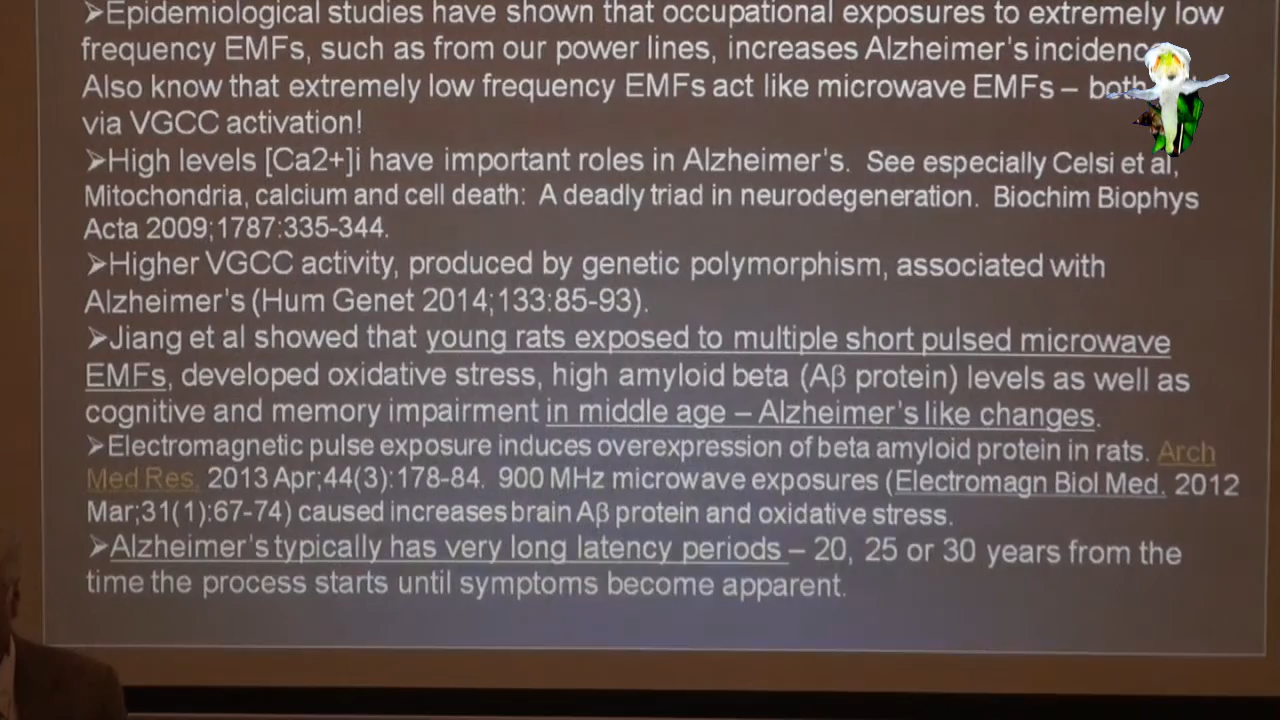 ➢Epidemiological studies have shown that occupational exposures to extremely low
frequency EMFs, such as from our power lines, increases Alzheimer's
Also know that extremely low frequency EMFs act like microwave EMFs – both
via VGCC activation!
➢High levels [Ca2+]i have important roles in Alzheimer's. See especially Celsi et al,
Mitochondria, calcium and cell death: A deadly triad in neurodegeneration. Biochim Biophys
Acta 2009;1787:335-344.
➢Higher VGCC activity, produced by genetic polymorphism, associated with
Alzheimer's (Hum Genet 2014;133:85-93).
➢Jiang et al showed that young rats exposed to multiple short pulsed microwave
EMFs, developed oxidative stress, high amyloid beta (Aβ protein) levels as well as
cognitive and memory impairment in middle age – Alzheimer's like changes.
➢Electromagnetic pulse exposure induces overexpression of beta amyloid protein in rats. Arch
Med Res. 2013 Apr;44(3):178-84. 900 MHz microwave exposures (Electromagn Biol Med. 2012
Mar;31(1):67-74) caused increases brain Aβ protein and oxidative stress.
➢Alzheimer's typically has very long latency periods – 20, 25 or 30 years from the
time the process starts until symptoms become apparent.